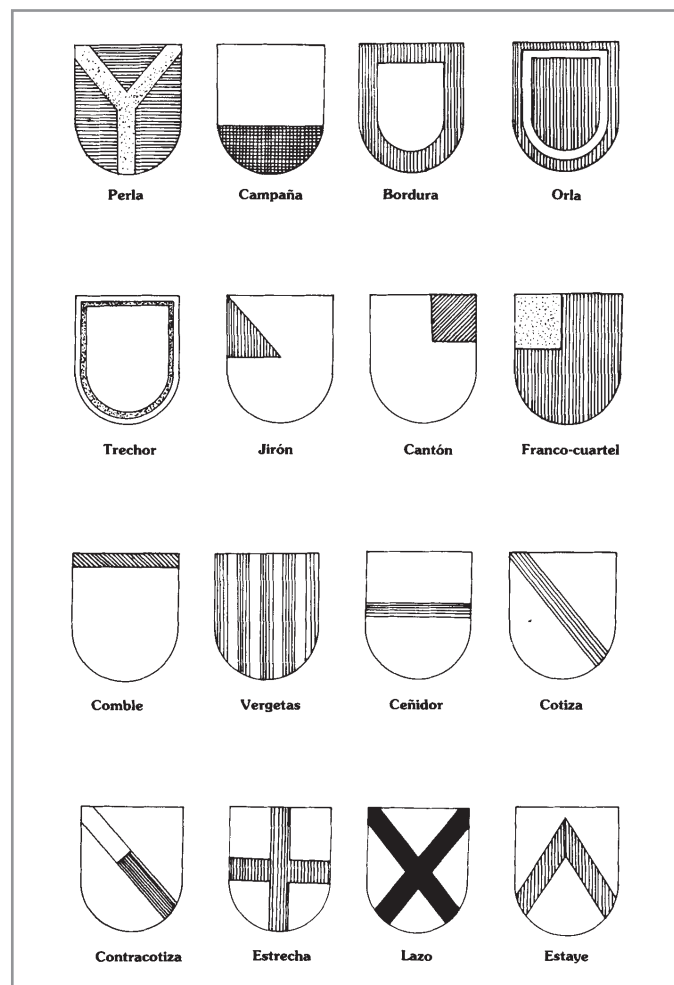 Perla Campaña Bordura Orla
Trechor Jirón Cantón Franco-cuartel
Comble Vergetas Ceñidor Cotiza
Contracotiza Estrecha Lazo Estaye